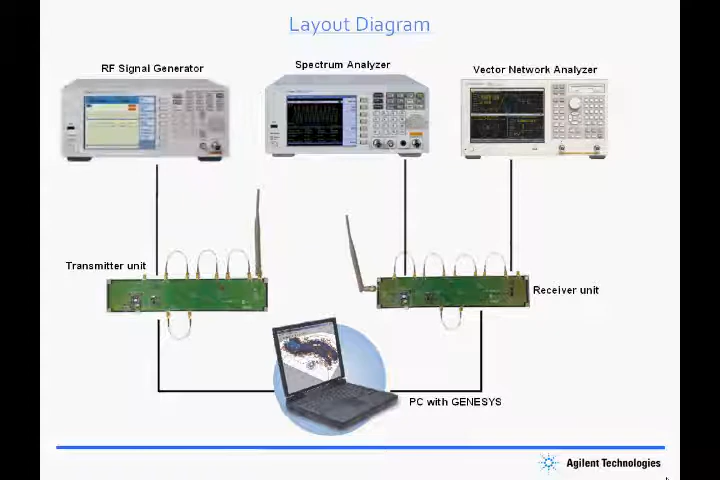 Layout Diagram
RF Signal Generator
Spectrum Analyzer
Vector Network Analyzer
Transmitter unit
Receiver unit
PC with GENESYS
Agilent Technologies